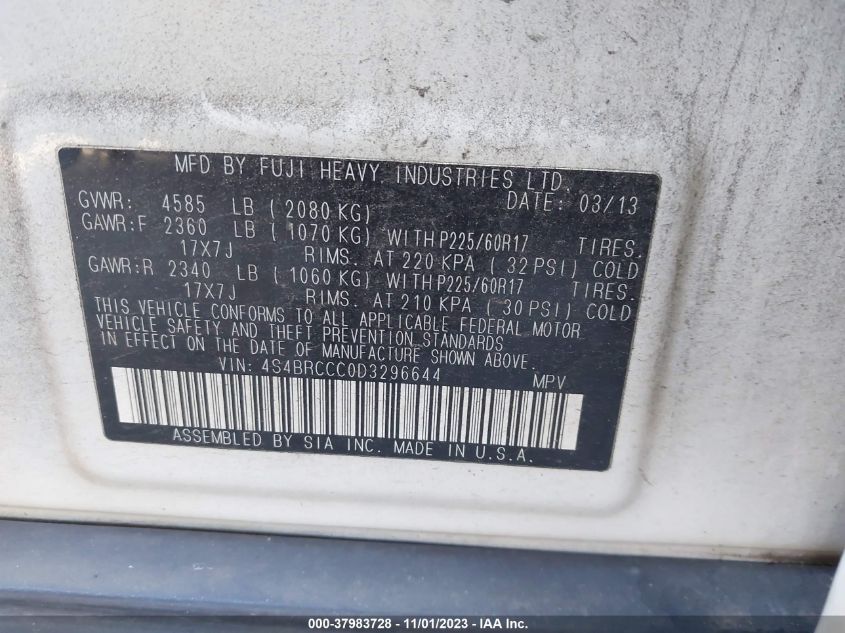 MFD BY FUJI HEAVY INDUSTRIES LTD.
GVWR: 4585 LB ( 2080 KG) DATE: 03/13
GAWR:F 2360 LB ( 1070 KG) WITH P225/60R17 TIRES.
17X7J RIMS. AT 220 KPA ( 32 PSI) COLD
GAWR:R 2340 LB ( 1060 KG) WITH P225/60R17 TIRES.
17X7J RIMS. AT 210 KPA ( 30 PSI) COLD
THIS VEHICLE CONFORMS TO ALL APPLICABLE FEDERAL MOTOR
VEHICLE SAFETY AND THEFT PREVENTION STANDARDS
IN EFFECT ON THE DATE OF MANUFACTURE SHOWN ABOVE.
VIN: 4S4BRCCC0D3296644 MPV
ASSEMBLED BY SIA INC. MADE IN U.S.A.
000-37983728 - 11/01/2023 - IAA Inc.